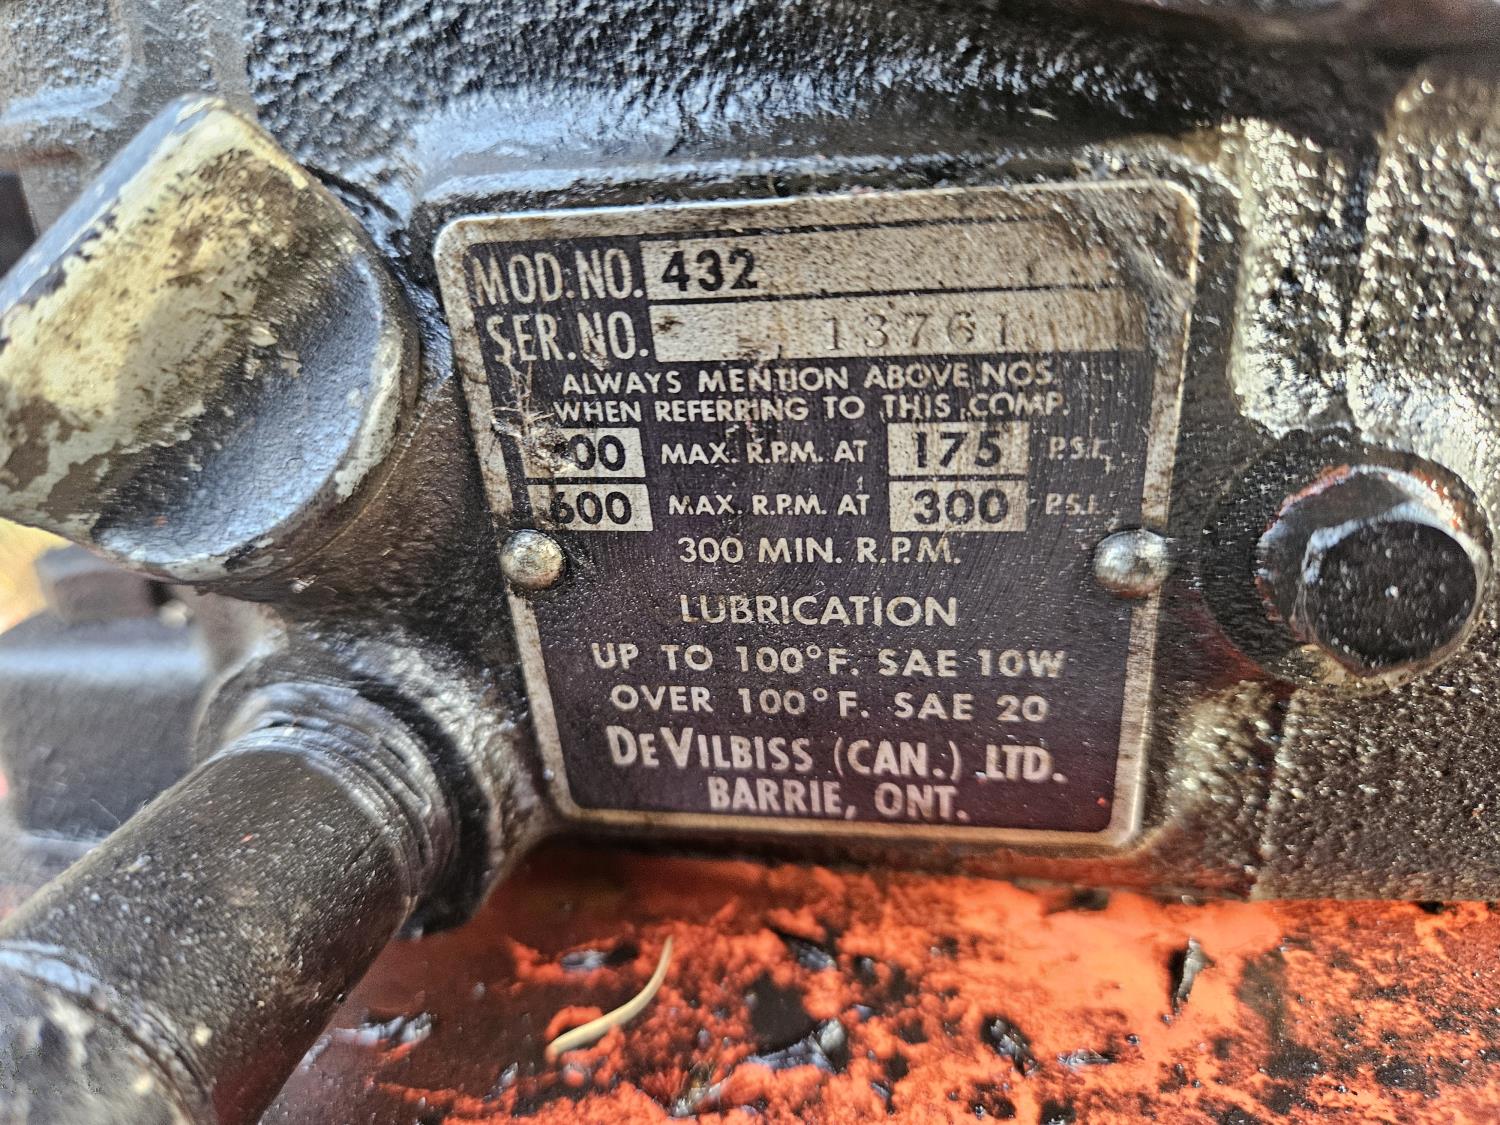 MOD. NO. 432
SER. NO. 13761
ALWAYS MENTION ABOVE NOS.
WHEN REFERRING TO THIS COMP.
MAX. R.P.M. AT 175 P.S.I.
600 MAX. R.P.M. AT 300 P.S.I.
300 MIN. R.P.M.
LUBRICATION
UP TO 100°F. SAE 10W
OVER 100°F. SAE 20
DEVILBISS (CAN.) LTD.
BARRIE, ONT.